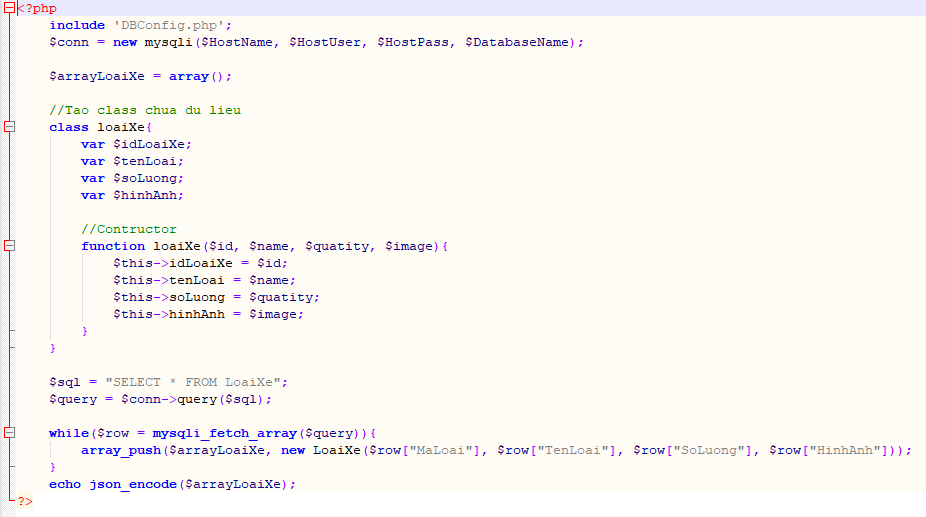 <?php
include 'DBConfig.php';
$conn = new mysqli($HostName, $HostUser, $HostPass, $DatabaseName);
$arrayLoaiXe = array();
//Tao class chua du lieu
class loaiXe{
var $idLoaiXe;
var $tenLoai;
var $soLuong;
var $hinhAnh;
//Contructor
function loaiXe($id, $name, $quatity, $image){
$this->idLoaiXe = $id;
$this->tenLoai = $name;
$this->soLuong = $quatity;
$this->hinhAnh = $image;
}
}
$sql = "SELECT * FROM LoaiXe";
$query = $conn->query($sql);
while($row = mysqli_fetch_array($query)){
array_push($arrayLoaiXe, new LoaiXe($row["MaLoai"], $row["TenLoai"], $row["SoLuong"], $row["HinhAnh"]));
}
echo json_encode($arrayLoaiXe);
?>